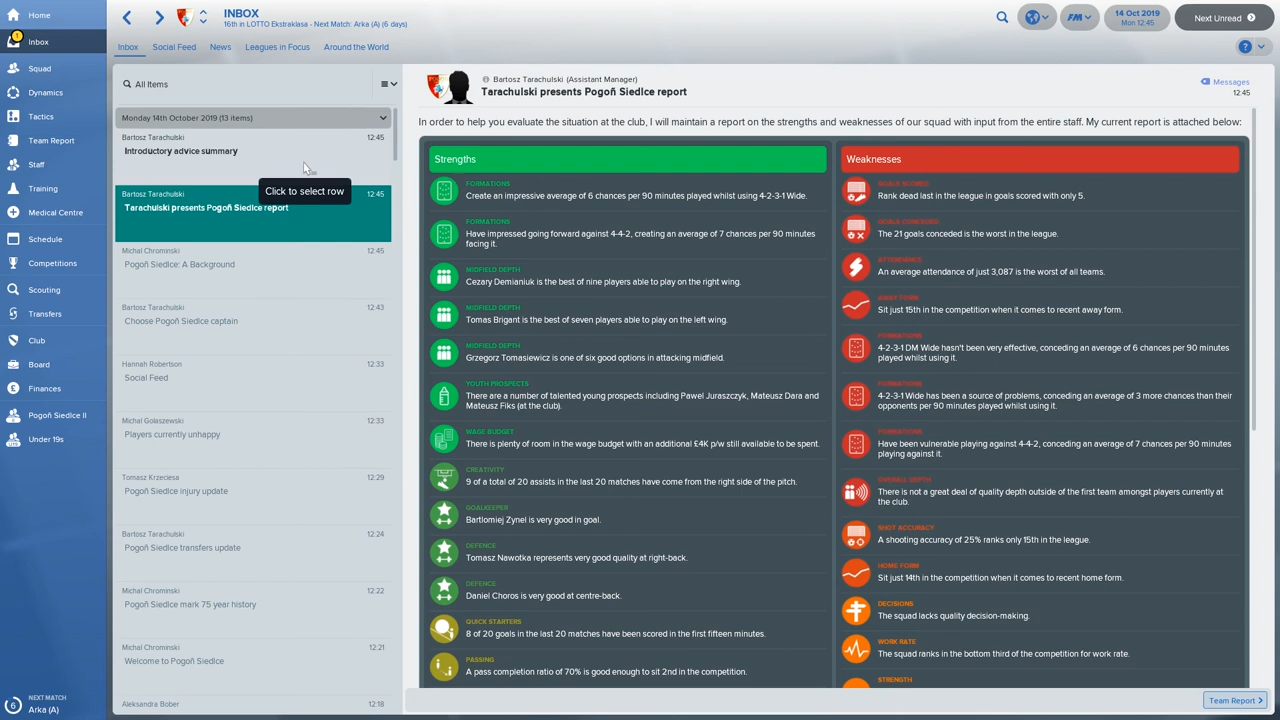 Home
INBOX
16th in LOTTO Ekstraklasa - Next Match: Arka (A) (6 days)
FM
14 Oct 2019
Mon 12:45
Next Unread
1
Inbox
Inbox
Social Feed
News
Leagues in Focus
Around the World
?
Squad
Dynamics
Tactics
Team Report
Staff
Training
Medical Centre
Schedule
Competitions
Scouting
Transfers
Club
Board
Finances
Pogoń Siedlce II
Under 19s
NEXT MATCH
6
Arka (A)
All Items
Monday 14th October 2019 (13 items)
Bartosz Tarachulski 12:45
Introductory advice summary
Click to select row
Bartosz Tarachulski 12:45
Tarachulski presents Pogoń Siedlce report
Michal Chrominski 12:45
Pogoń Siedlce: A Background
Bartosz Tarachulski 12:43
Choose Pogoń Siedlce captain
Hannah Robertson 12:33
Social Feed
Michal Golaszewski 12:33
Players currently unhappy
Tomasz Krzeciesa 12:29
Pogoń Siedlce injury update
Bartosz Tarachulski 12:24
Pogoń Siedlce transfers update
Michal Chrominski 12:22
Pogoń Siedlce mark 75 year history
Michal Chrominski 12:21
Welcome to Pogoń Siedlce
Aleksandra Bober 12:18
Bartosz Tarachulski (Assistant Manager)
Tarachulski presents Pogoń Siedlce report
Messages
12:45
In order to help you evaluate the situation at the club, I will maintain a report on the strengths and weaknesses of our squad with input from the entire staff. My current report is attached below:
Strengths
FORMATIONS
Create an impressive average of 6 chances per 90 minutes played whilst using 4-2-3-1 Wide.
FORMATIONS
Have impressed going forward against 4-4-2, creating an average of 7 chances per 90 minutes
facing it.
MIDFIELD DEPTH
Cezary Demianiuk is the best of nine players able to play on the right wing.
MIDFIELD DEPTH
Tomas Brigant is the best of seven players able to play on the left wing.
MIDFIELD DEPTH
Grzegorz Tomasiewicz is one of six good options in attacking midfield.
YOUTH PROSPECTS
There are a number of talented young prospects including Pawel Juraszczyk, Mateusz Dara and
Mateusz Fiks (at the club).
WAGE BUDGET
There is plenty of room in the wage budget with an additional £4K p/w still available to be spent.
CREATIVITY
9 of a total of 20 assists in the last 20 matches have come from the right side of the pitch.
GOALKEEPER
Bartlomiej Zynel is very good in goal.
DEFENCE
Tomasz Nawotka represents very good quality at right-back.
DEFENCE
Daniel Choros is very good at centre-back.
QUICK STARTERS
8 of 20 goals in the last 20 matches have been scored in the first fifteen minutes.
PASSING
A pass completion ratio of 70% is good enough to sit 2nd in the competition.
Weaknesses
GOALS SCORED
Rank dead last in the league in goals scored with only 5.
GOALS CONCEDED
The 21 goals conceded is the worst in the league.
ATTENDANCE
An average attendance of just 3,087 is the worst of all teams.
AWAY FORM
Sit just 15th in the competition when it comes to recent away form.
FORMATIONS
4-2-3-1 DM Wide hasn't been very effective, conceding an average of 6 chances per 90 minutes
played whilst using it.
FORMATIONS
4-2-3-1 Wide has been a source of problems, conceding an average of 3 more chances than their
opponents per 90 minutes played whilst using it.
FORMATIONS
Have been vulnerable playing against 4-4-2, conceding an average of 7 chances per 90 minutes
playing against it.
OVERALL DEPTH
There is not a great deal of quality depth outside of the first team amongst players currently at
the club.
SHOT ACCURACY
A shooting accuracy of 25% ranks only 15th in the league.
HOME FORM
Sit just 14th in the competition when it comes to recent home form.
DECISIONS
The squad lacks quality decision-making.
WORK RATE
The squad ranks in the bottom third of the competition for work rate.
STRENGTH
Team Report